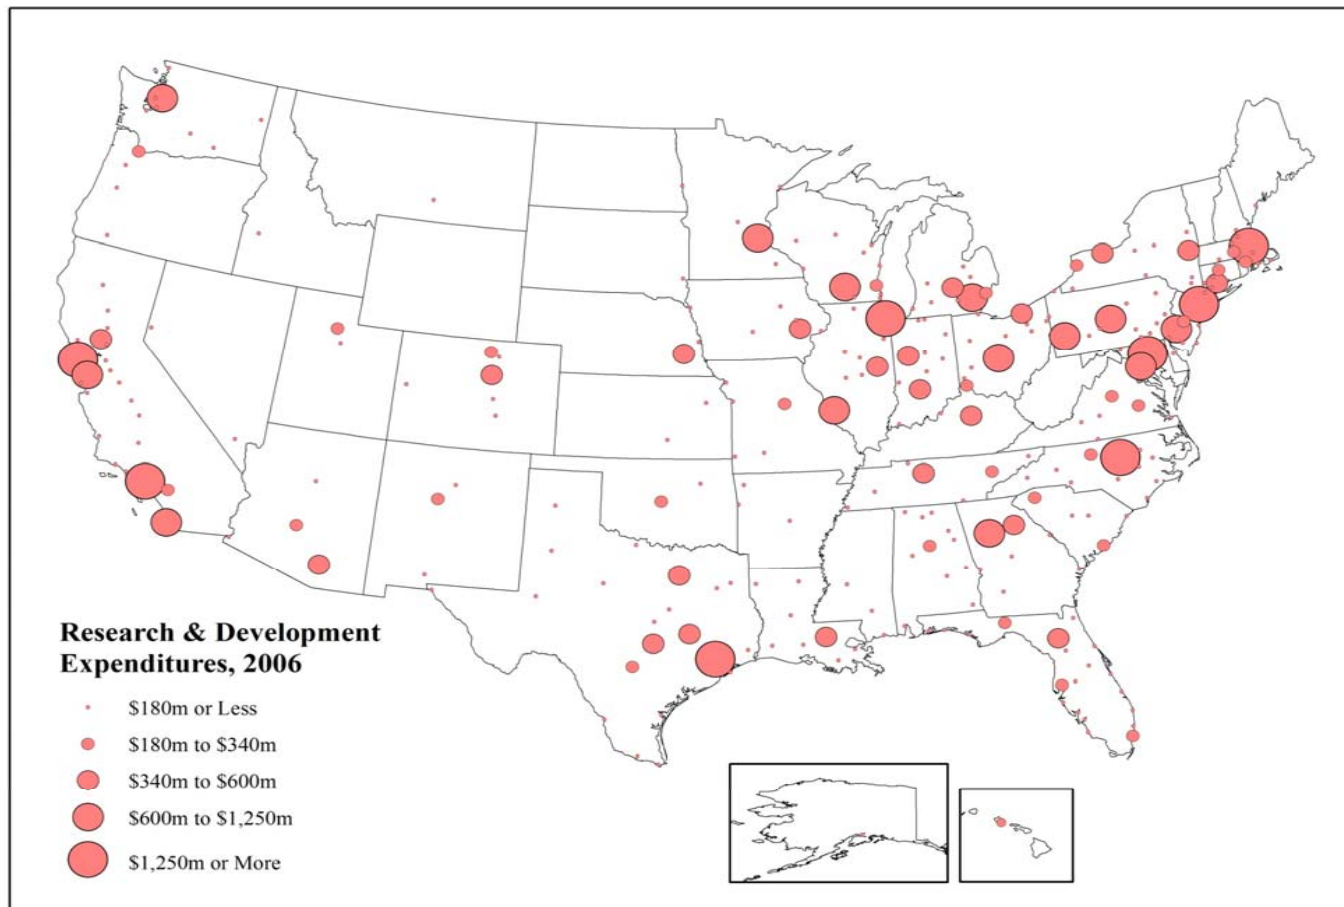 Research & Development
Expenditures, 2006
$180m or Less
$180m to $340m
$340m to $600m
$600m to $1,250m
$1,250m or More